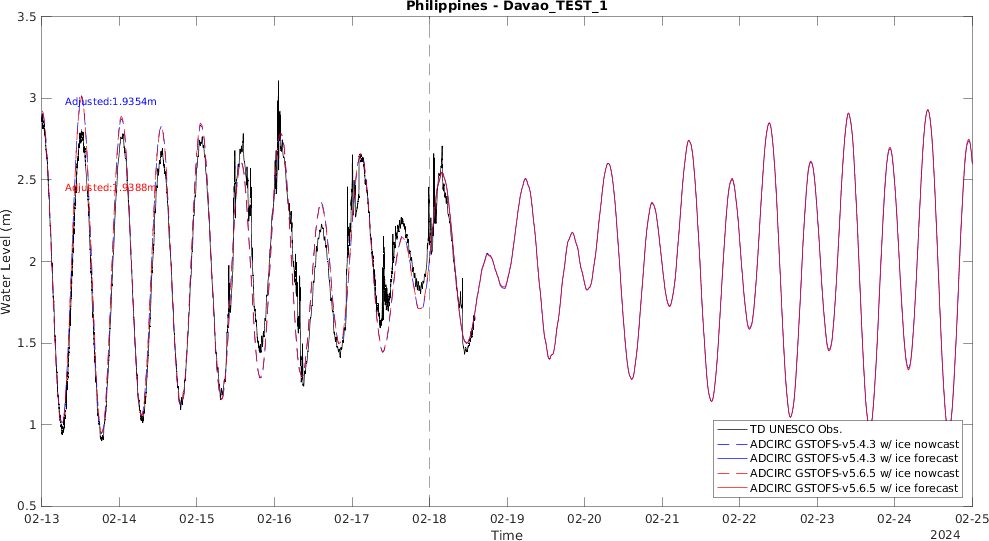 Philippines - Davao_TEST_1
3.5
3
2.5
2
1.5
1
0.5
Water Level (m)
Adjusted:1.9354m
Adjusted:1.9388m
TD UNESCO Obs.
ADCIRC GSTOFS-v5.4.3 w/ ice nowcast
ADCIRC GSTOFS-v5.4.3 w/ ice forecast
ADCIRC GSTOFS-v5.6.5 w/ ice nowcast
ADCIRC GSTOFS-v5.6.5 w/ ice forecast
02-13 02-14 02-15 02-16 02-17 02-18 02-19 02-20 02-21 02-22 02-23 02-24 02-25
Time
2024